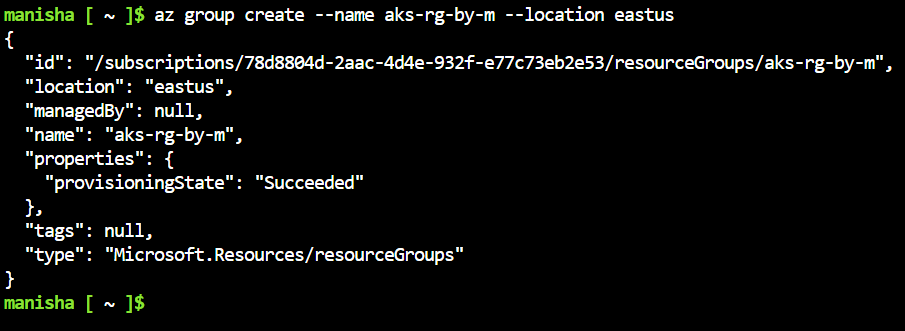 manisha [ ~ ]$ az group create --name aks-rg-by-m --location eastus
{
  "id": "/subscriptions/78d8804d-2aac-4d4e-932f-e77c73eb2e53/resourceGroups/aks-rg-by-m",
  "location": "eastus",
  "managedBy": null,
  "name": "aks-rg-by-m",
  "properties": {
    "provisioningState": "Succeeded"
  },
  "tags": null,
  "type": "Microsoft.Resources/resourceGroups"
}
manisha [ ~ ]$